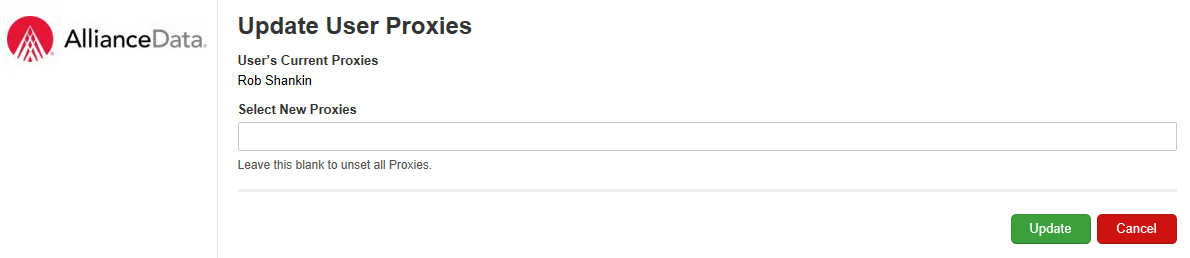 AllianceData.
Update User Proxies
User's Current Proxies
Rob Shankin
Select New Proxies
Leave this blank to unset all Proxies.
Update Cancel